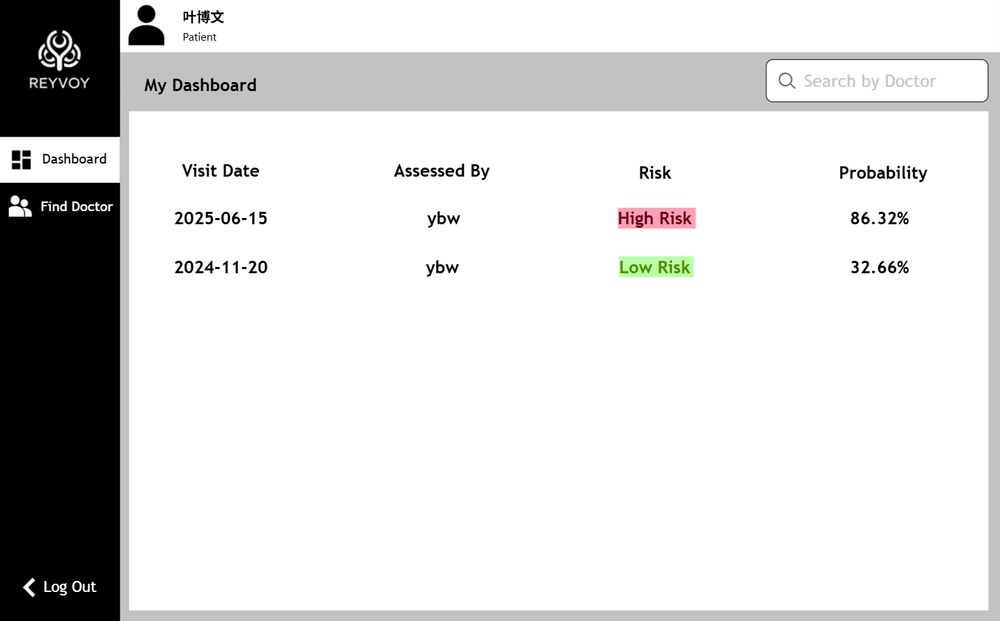 REYVOY
叶博文
Patient
My Dashboard
Search by Doctor
Dashboard
Find Doctor
Log Out
Visit Date Assessed By Risk Probability
2025-06-15 ybw High Risk 86.32%
2024-11-20 ybw Low Risk 32.66%